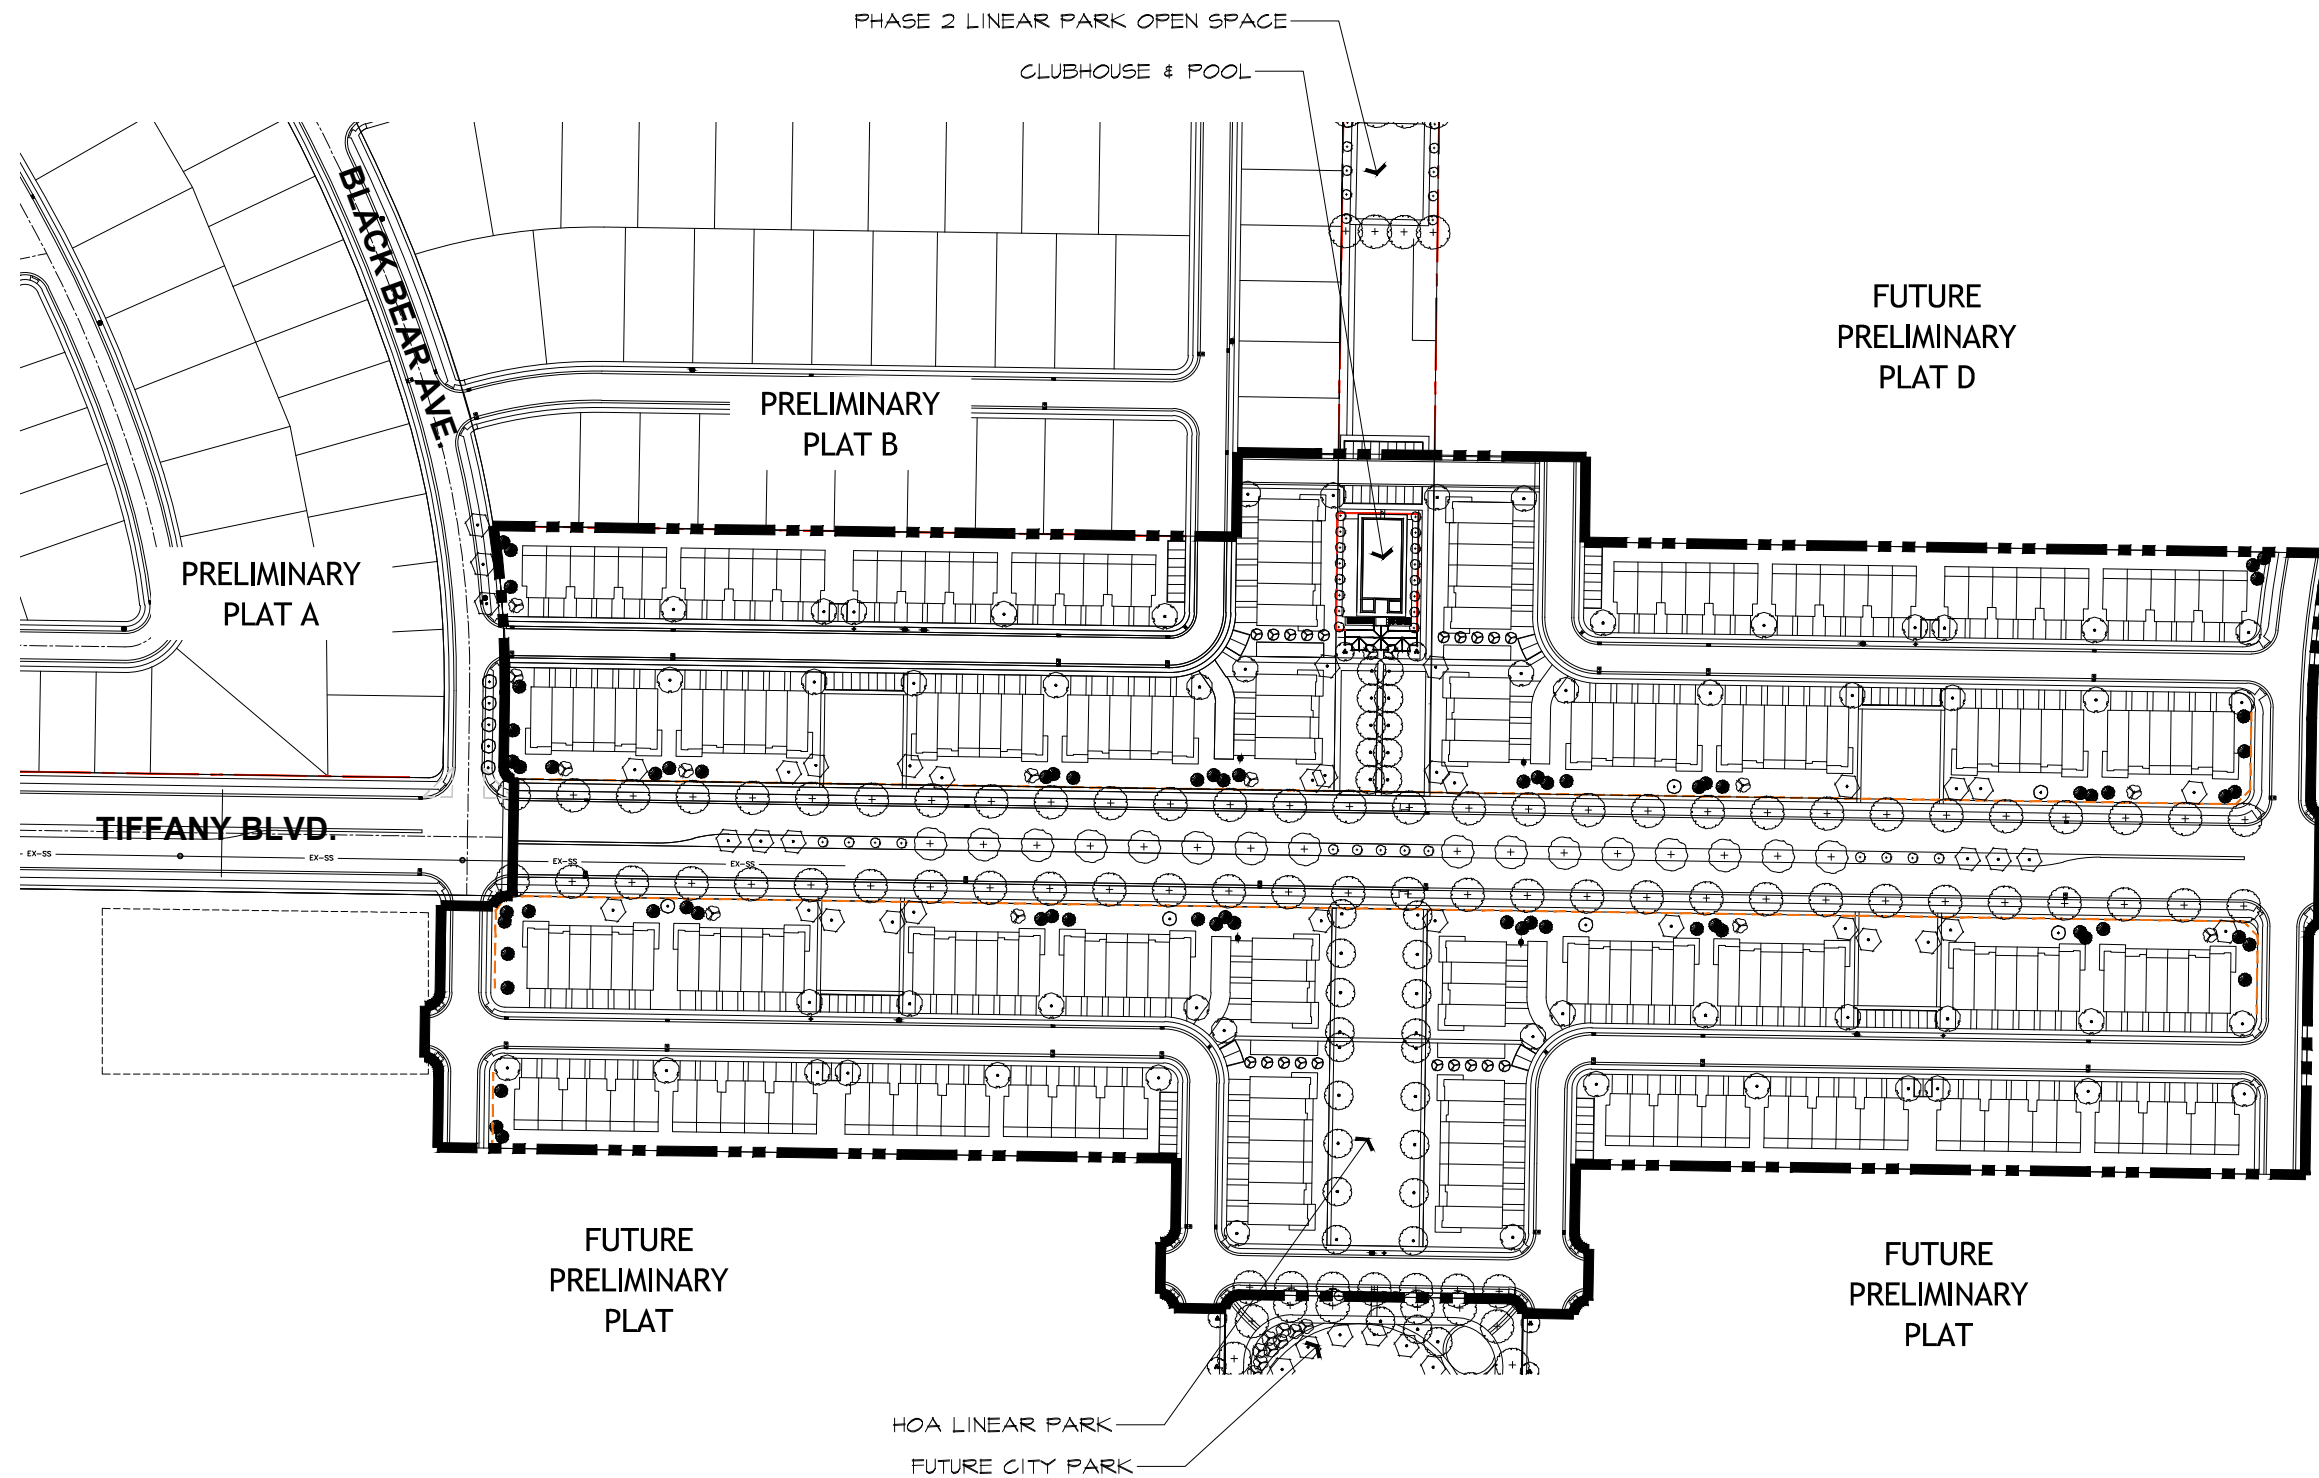 PHASE 2 LINEAR PARK OPEN SPACE
CLUBHOUSE & POOL
BLACK BEAR AVE.
FUTURE
PRELIMINARY
PLAT D
PRELIMINARY
PLAT B
PRELIMINARY
PLAT A
TIFFANY BLVD.
EX-SS
EX-SS
EX-SS
EX-SS
FUTURE
PRELIMINARY
PLAT
FUTURE
PRELIMINARY
PLAT
HOA LINEAR PARK
FUTURE CITY PARK